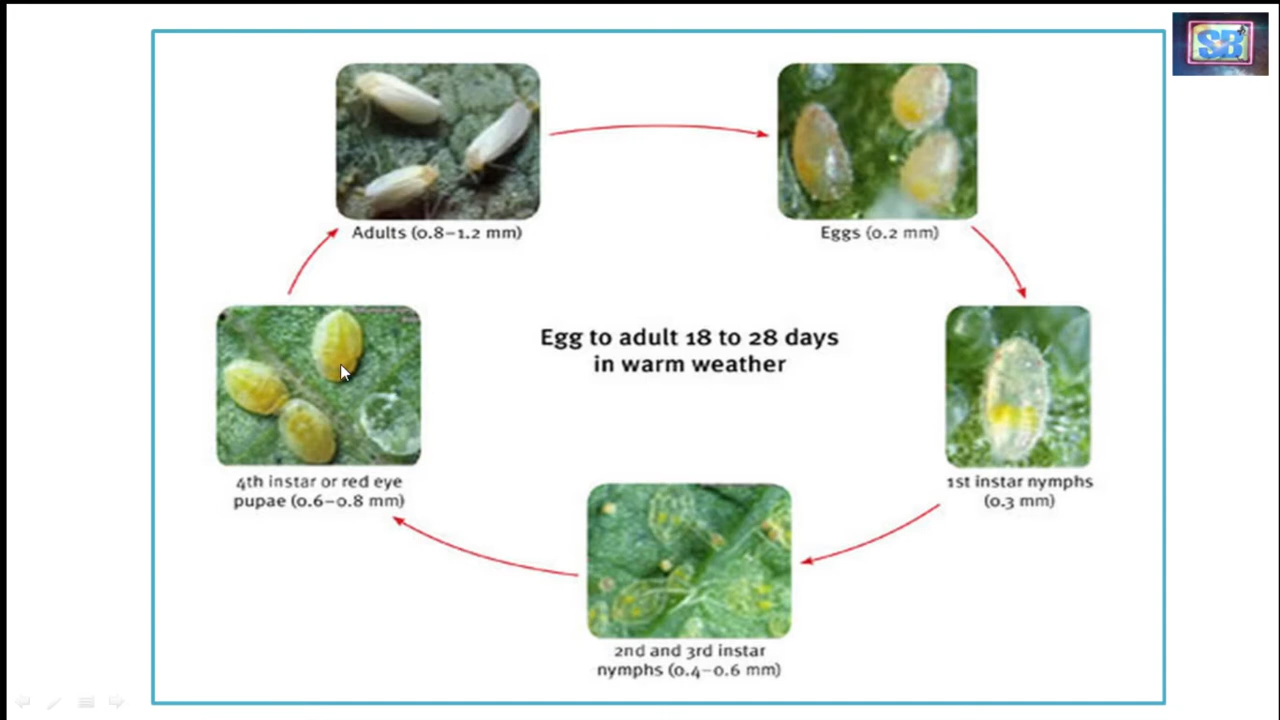 SB
Adults (0.8–1.2 mm)
Eggs (0.2 mm)
Egg to adult 18 to 28 days
in warm weather
4th instar or red eye
pupae (0.6–0.8 mm)
1st instar nymphs
(0.3 mm)
2nd and 3rd instar
nymphs (0.4–0.6 mm)